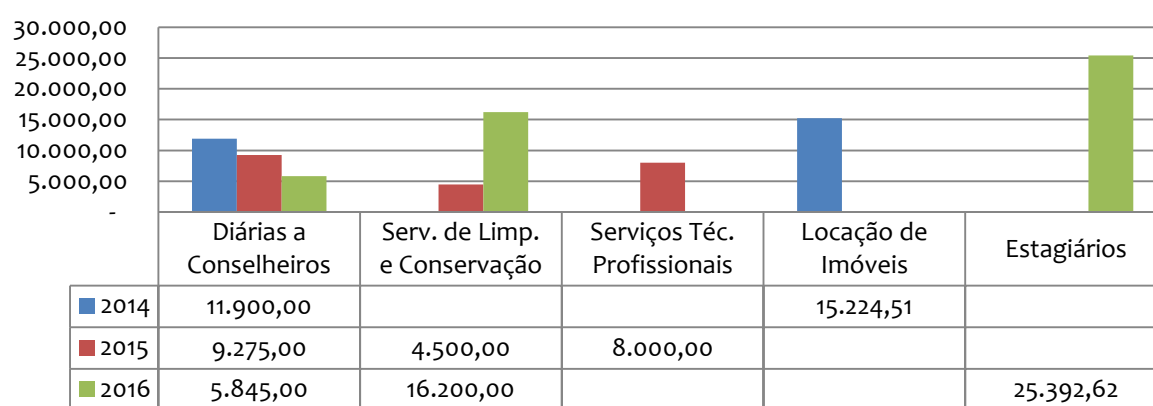 30.000,00
25.000,00
20.000,00
15.000,00
10.000,00
5.000,00
-
Diárias a Conselheiros
Serv. de Limp. e Conservação
Serviços Téc. Profissionais
Locação de Imóveis
Estagiários
2014 11.900,00 15.224,51
2015 9.275,00 4.500,00 8.000,00
2016 5.845,00 16.200,00 25.392,62